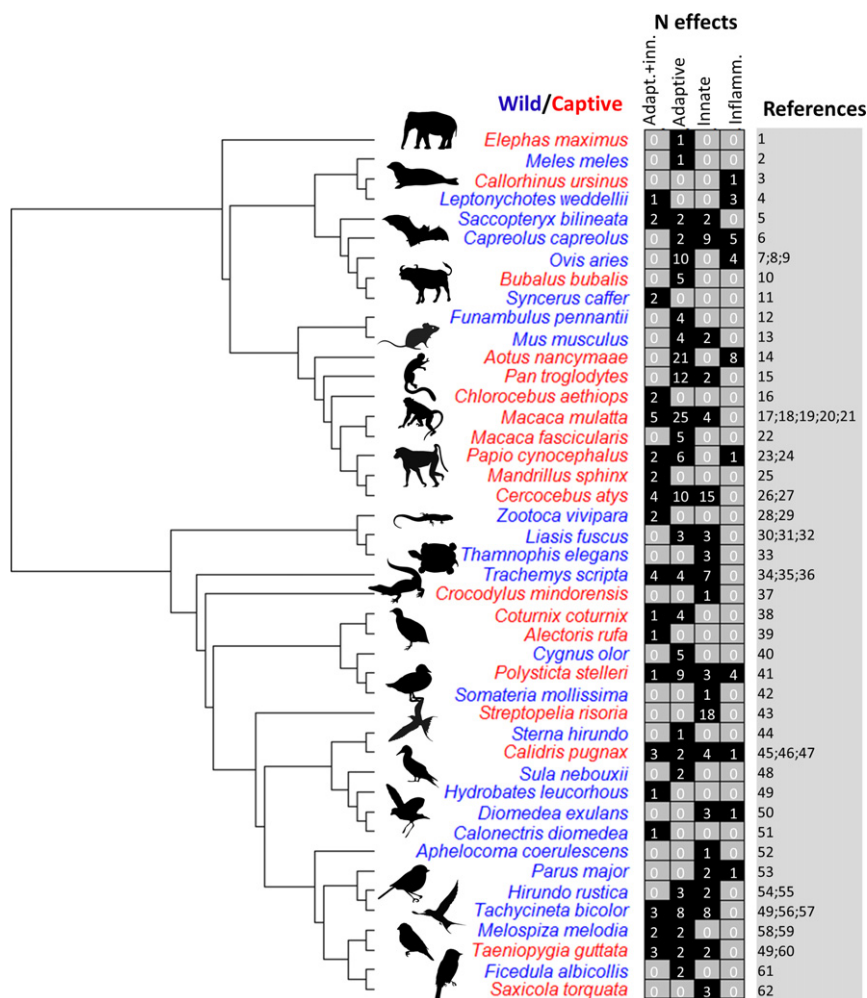 N effects
Adapt.+inn. Adaptive Innate Inflamm.
Wild/Captive References
Elephas maximus 0 1 0 0 1
Meles meles 0 1 0 0 2
Callorhinus ursinus 0 0 0 1 3
Leptonychotes weddellii 1 0 0 3 4
Saccopteryx bilineata 2 2 2 0 5
Capreolus capreolus 0 2 9 5 6
Ovis aries 0 10 0 4 7;8;9
Bubalus bubalis 0 5 0 0 10
Syncerus caffer 2 0 0 0 11
Funambulus pennantii 0 4 0 0 12
Mus musculus 0 4 2 0 13
Aotus nancymaae 0 21 0 8 14
Pan troglodytes 0 12 2 0 15
Chlorocebus aethiops 2 0 0 0 16
Macaca mulatta 5 25 4 0 17;18;19;20;21
Macaca fascicularis 0 5 0 0 22
Papio cynocephalus 2 6 0 1 23;24
Mandrillus sphinx 2 0 0 0 25
Cercocebus atys 4 10 15 0 26;27
Zootoca vivipara 2 0 0 0 28;29
Liasis fuscus 0 3 3 0 30;31;32
Thamnophis elegans 0 0 3 0 33
Trachemys scripta 4 4 7 0 34;35;36
Crocodylus mindorensis 0 0 1 0 37
Coturnix coturnix 1 4 0 0 38
Alectoris rufa 1 0 0 0 39
Cygnus olor 0 5 0 0 40
Polysticta stelleri 1 9 3 4 41
Somateria mollissima 0 0 1 0 42
Streptopelia risoria 0 0 18 0 43
Sterna hirundo 0 1 0 0 44
Calidris pugnax 3 2 4 1 45;46;47
Sula nebouxii 0 2 0 0 48
Hydrobates leucorhous 1 0 0 0 49
Diomedea exulans 0 0 3 1 50
Calonectris diomedea 1 0 0 0 51
Aphelocoma coerulescens 0 0 1 0 52
Parus major 0 0 2 1 53
Hirundo rustica 0 3 2 0 54;55
Tachycineta bicolor 3 8 8 0 49;56;57
Melospiza melodia 2 2 0 0 58;59
Taeniopygia guttata 3 2 2 0 49;60
Ficedula albicollis 0 2 0 0 61
Saxicola torquata 0 0 3 0 62